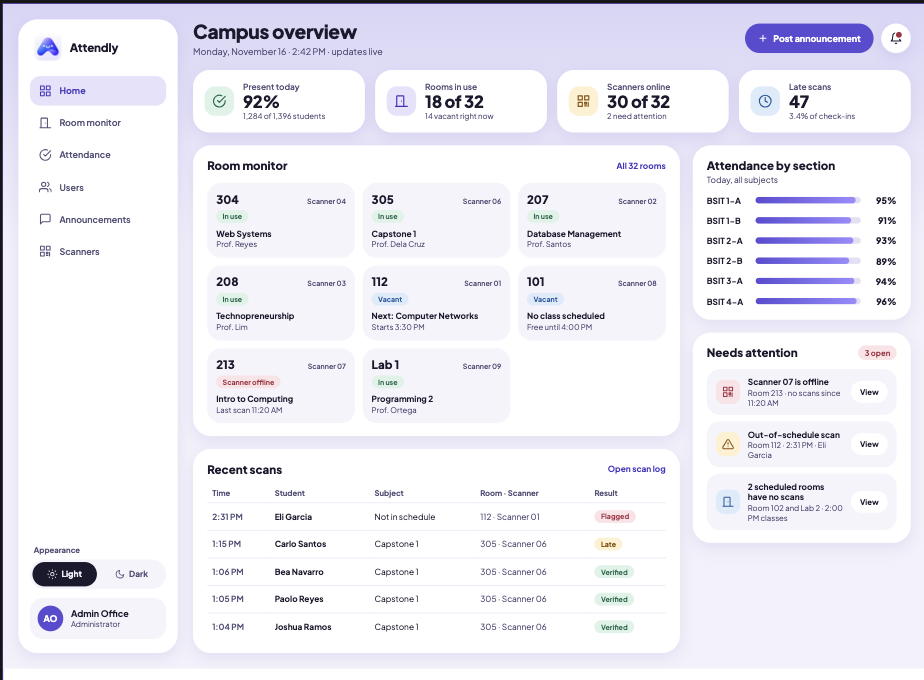 Attendly
Home
Room monitor
Attendance
Users
Announcements
Scanners
Appearance
Light
Dark
AO
Admin Office
Administrator
Campus overview
Monday, November 16 · 2:42 PM · updates live
+ Post announcement
Present today
92%
1,284 of 1,396 students
Rooms in use
18 of 32
14 vacant right now
Scanners online
30 of 32
2 need attention
Late scans
47
3.4% of check-ins
Room monitor
All 32 rooms
304
Scanner 04
In use
Web Systems
Prof. Reyes
305
Scanner 06
In use
Capstone 1
Prof. Dela Cruz
207
Scanner 02
In use
Database Management
Prof. Santos
208
Scanner 03
In use
Technopreneurship
Prof. Lim
112
Scanner 01
Vacant
Next: Computer Networks
Starts 3:30 PM
101
Scanner 08
Vacant
No class scheduled
Free until 4:00 PM
213
Scanner 07
Scanner offline
Intro to Computing
Last scan 11:20 AM
Lab 1
Scanner 09
In use
Programming 2
Prof. Ortega
Recent scans
Open scan log
Time Student Subject Room · Scanner Result
2:31 PM Eli Garcia Not in schedule 112 · Scanner 01 Flagged
1:15 PM Carlo Santos Capstone 1 305 · Scanner 06 Late
1:06 PM Bea Navarro Capstone 1 305 · Scanner 06 Verified
1:05 PM Paolo Reyes Capstone 1 305 · Scanner 06 Verified
1:04 PM Joshua Ramos Capstone 1 305 · Scanner 06 Verified
Attendance by section
Today, all subjects
BSIT 1-A 95%
BSIT 1-B 91%
BSIT 2-A 93%
BSIT 2-B 89%
BSIT 3-A 94%
BSIT 4-A 96%
Needs attention
3 open
Scanner 07 is offline
Room 213 · no scans since
11:20 AM
View
Out-of-schedule scan
Room 112 · 2:31 PM · Eli
Garcia
View
2 scheduled rooms
have no scans
Room 102 and Lab 2 · 2:00
PM classes
View